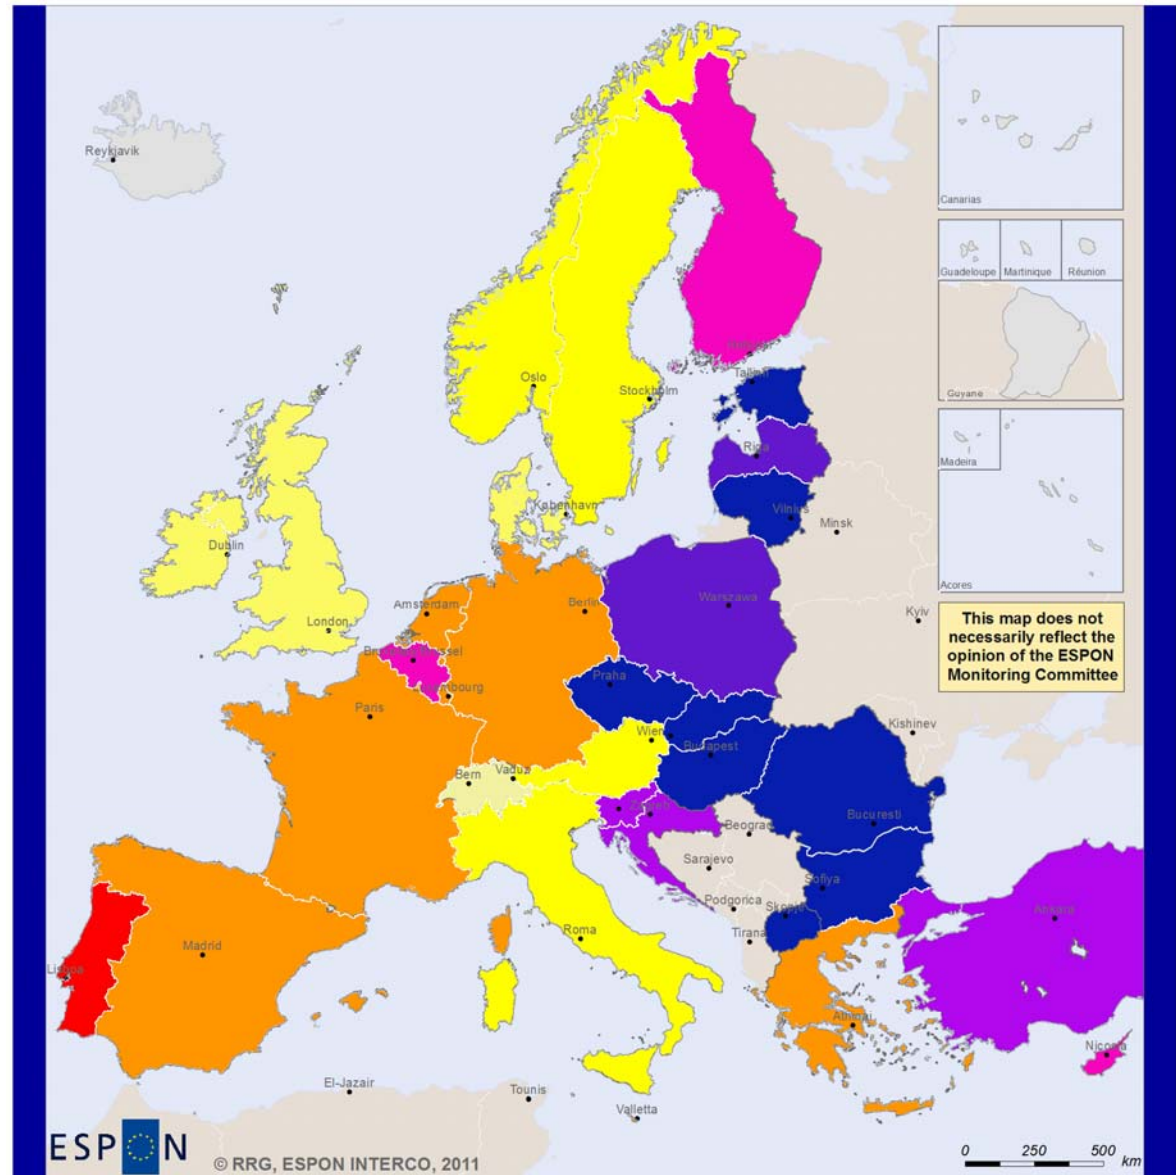 Reykjavik
Canarias
Guadeloupe
Martinique
Réunion
Guyane
Madeira
Acores
Helsinki
Tallinn
Oslo
Stockholm
Riga
København
Vilnius
Minsk
Dublin
Amsterdam
Berlin
Warszawa
Kyiv
London
This map does not
necessarily reflect the
opinion of the ESPON
Monitoring Committee
Praha
Luxembourg
Paris
Wien
Kishinev
Budapest
Bern
Vaduz
Zagreb
Beograd
Bucuresti
Sarajevo
Sofiya
Podgorica
Skopje
Ankara
Tirana
Roma
Madrid
Lisboa
Athinai
Nicosia
El-Jazair
Tounis
Valletta
ESPON
© RRG, ESPON INTERCO, 2011
0 250 500
km